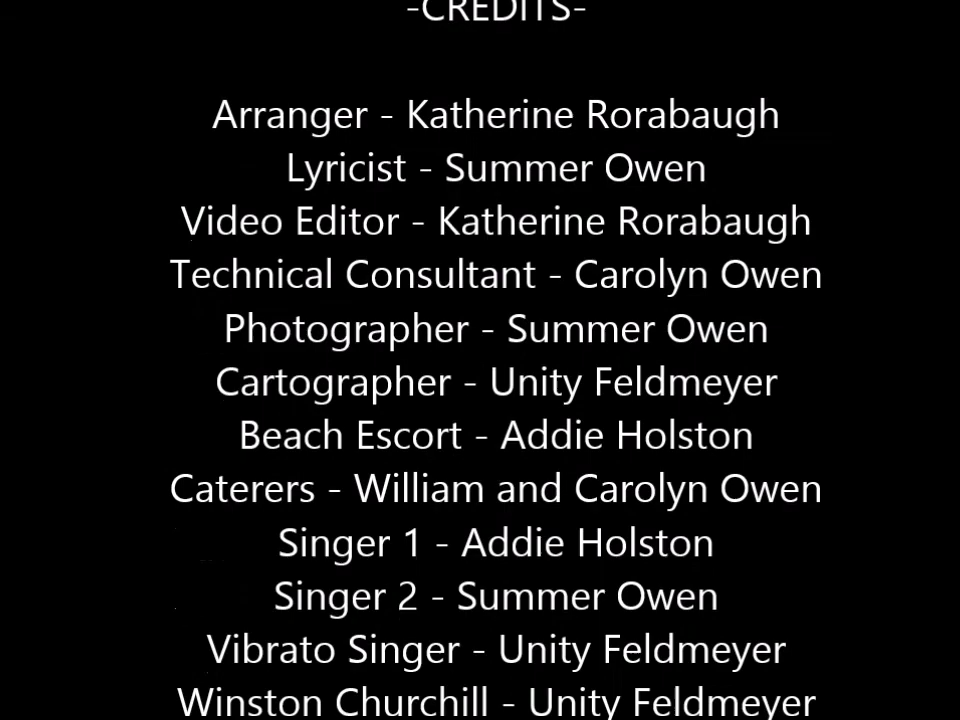 -CREDITS-
Arranger - Katherine Rorabaugh
Lyricist - Summer Owen
Video Editor - Katherine Rorabaugh
Technical Consultant - Carolyn Owen
Photographer - Summer Owen
Cartographer - Unity Feldmeyer
Beach Escort - Addie Holston
Caterers - William and Carolyn Owen
Singer 1 - Addie Holston
Singer 2 - Summer Owen
Vibrato Singer - Unity Feldmeyer
Winston Churchill - Unity Feldmeyer